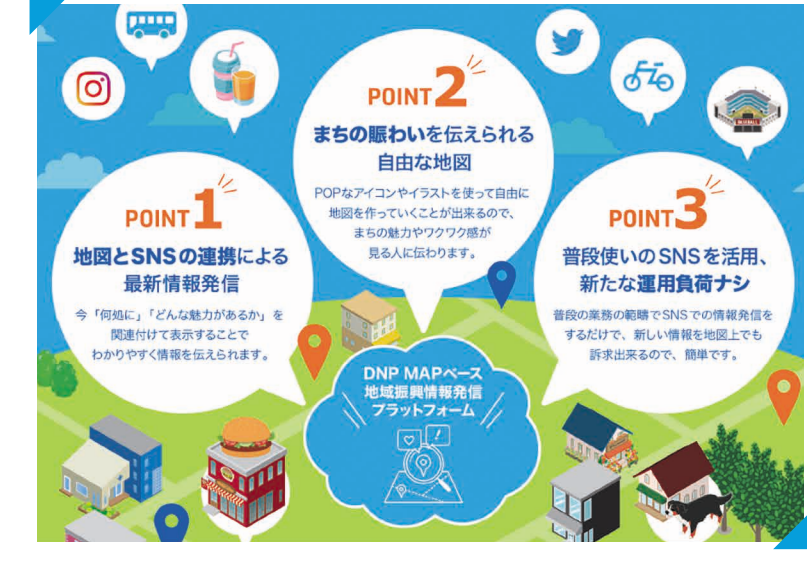 POINT 1
地図とSNSの連携による
最新情報発信
今「何処に」「どんな魅力があるか」を
関連付けて表示することで
わかりやすく情報を伝えられます。
POINT 2
まちの賑わいを伝えられる
自由な地図
POPなアイコンやイラストを使って自由に
地図を作っていくことが出来るので、
まちの魅力やワクワク感が
見る人に伝わります。
POINT 3
普段使いのSNSを活用、
新たな運用負荷ナシ
普段の業務の範疇でSNSでの情報発信を
するだけで、新しい情報を地図上でも
訴求出来るので、簡単です。
DNP MAPベース
地域振興情報発信
プラットフォーム